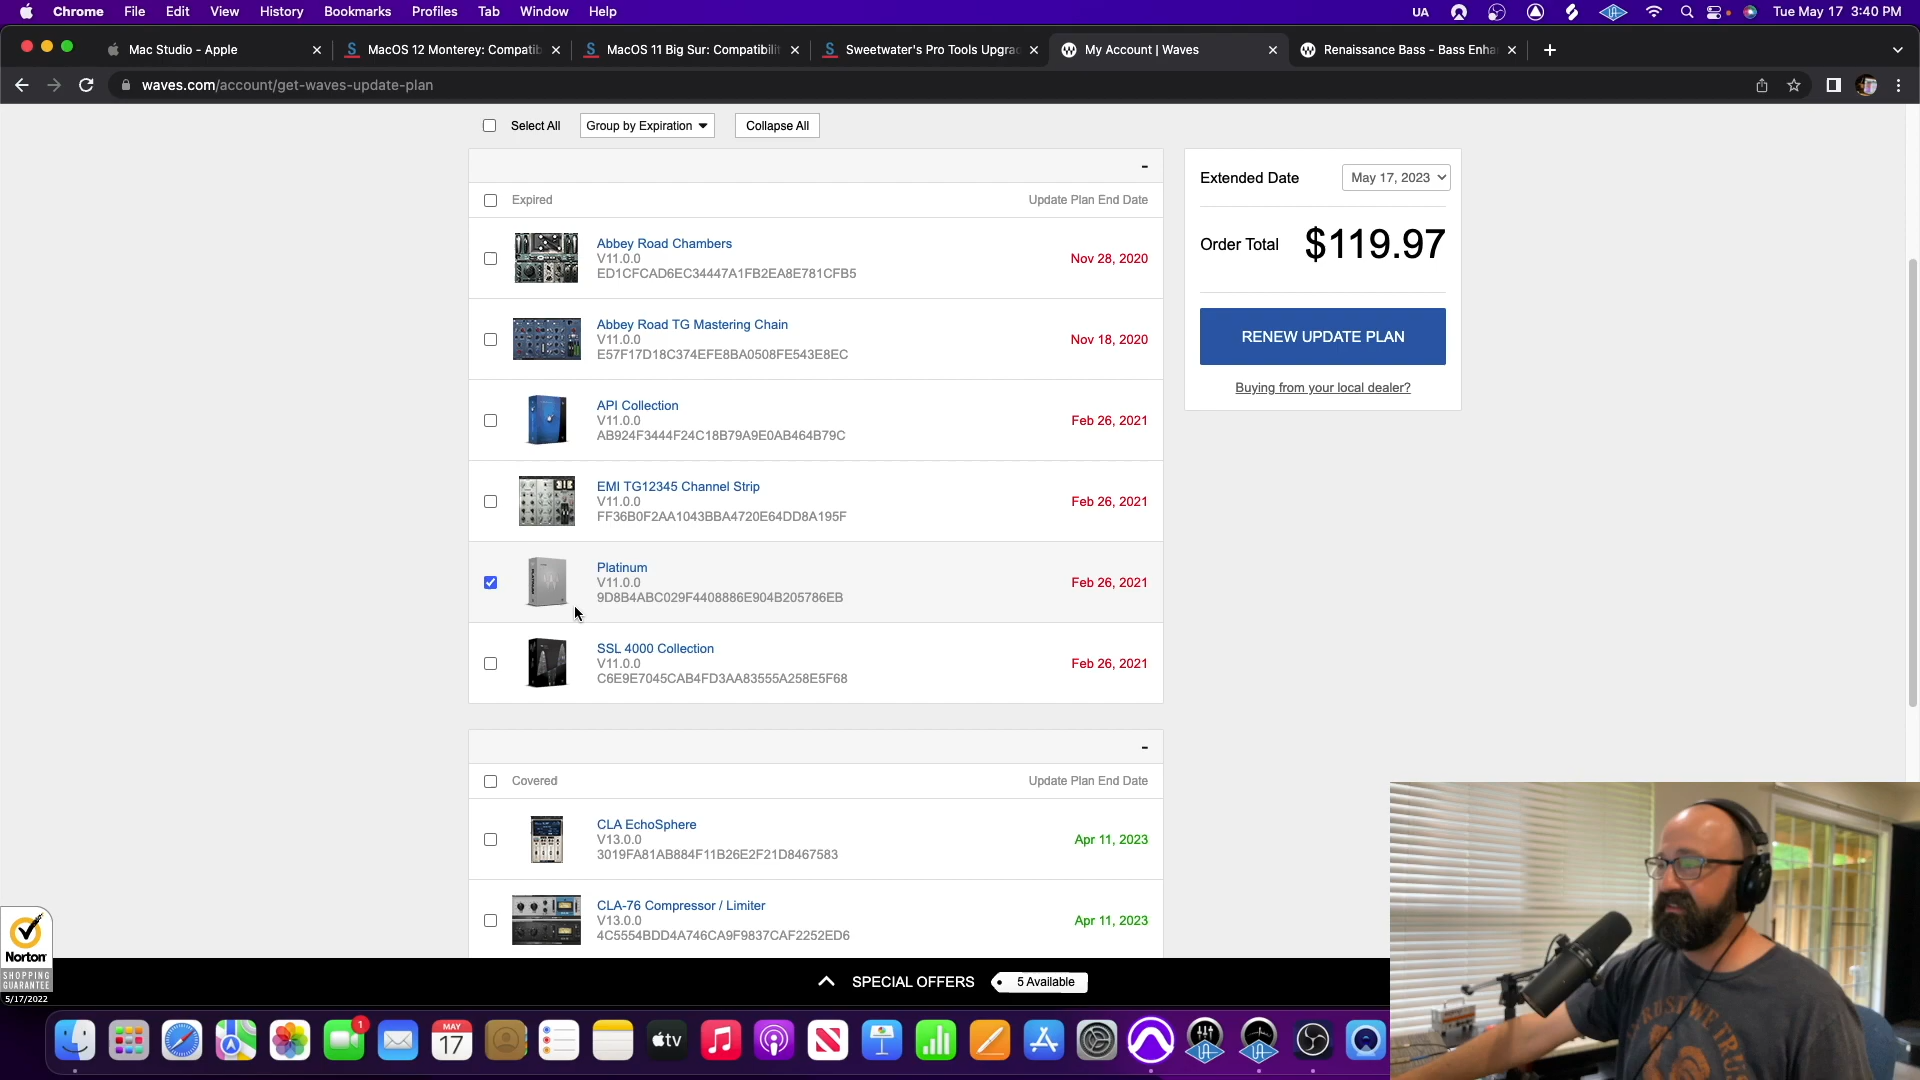 Chrome File Edit View History Bookmarks Profiles Tab Window Help UA Tue May 17 3:40 PM
Mac Studio - Apple
MacOS 12 Monterey: Compatib
MacOS 11 Big Sur: Compatibilit
Sweetwater's Pro Tools Upgrad
My Account | Waves
Renaissance Bass - Bass Enha
waves.com/account/get-waves-update-plan
Select All Group by Expiration Collapse All
Expired Update Plan End Date
Abbey Road Chambers
V11.0.0
ED1CFCAD6EC34447A1FB2EA8E781CFB5
Nov 28, 2020
Abbey Road TG Mastering Chain
V11.0.0
E57F17D18C374EFE8BA0508FE543E8EC
Nov 18, 2020
API Collection
V11.0.0
AB924F3444F24C18B79A9E0AB464B79C
Feb 26, 2021
EMI TG12345 Channel Strip
V11.0.0
FF36B0F2AA1043BBA4720E64DD8A195F
Feb 26, 2021
Platinum
V11.0.0
9D8B4ABC029F4408886E904B205786EB
Feb 26, 2021
SSL 4000 Collection
V11.0.0
C6E9E7045CAB4FD3AA83555A258E5F68
Feb 26, 2021
Extended Date May 17, 2023
Order Total $119.97
RENEW UPDATE PLAN
Buying from your local dealer?
Covered Update Plan End Date
CLA EchoSphere
V13.0.0
3019FA81AB884F11B26E2F21D8467583
Apr 11, 2023
CLA-76 Compressor / Limiter
V13.0.0
4C5554BDD4A746CA9F9837CAF2252ED6
Apr 11, 2023
Norton
SHOPPING
GUARANTEE
5/17/2022
SPECIAL OFFERS 5 Available
1
MAY
17
tv